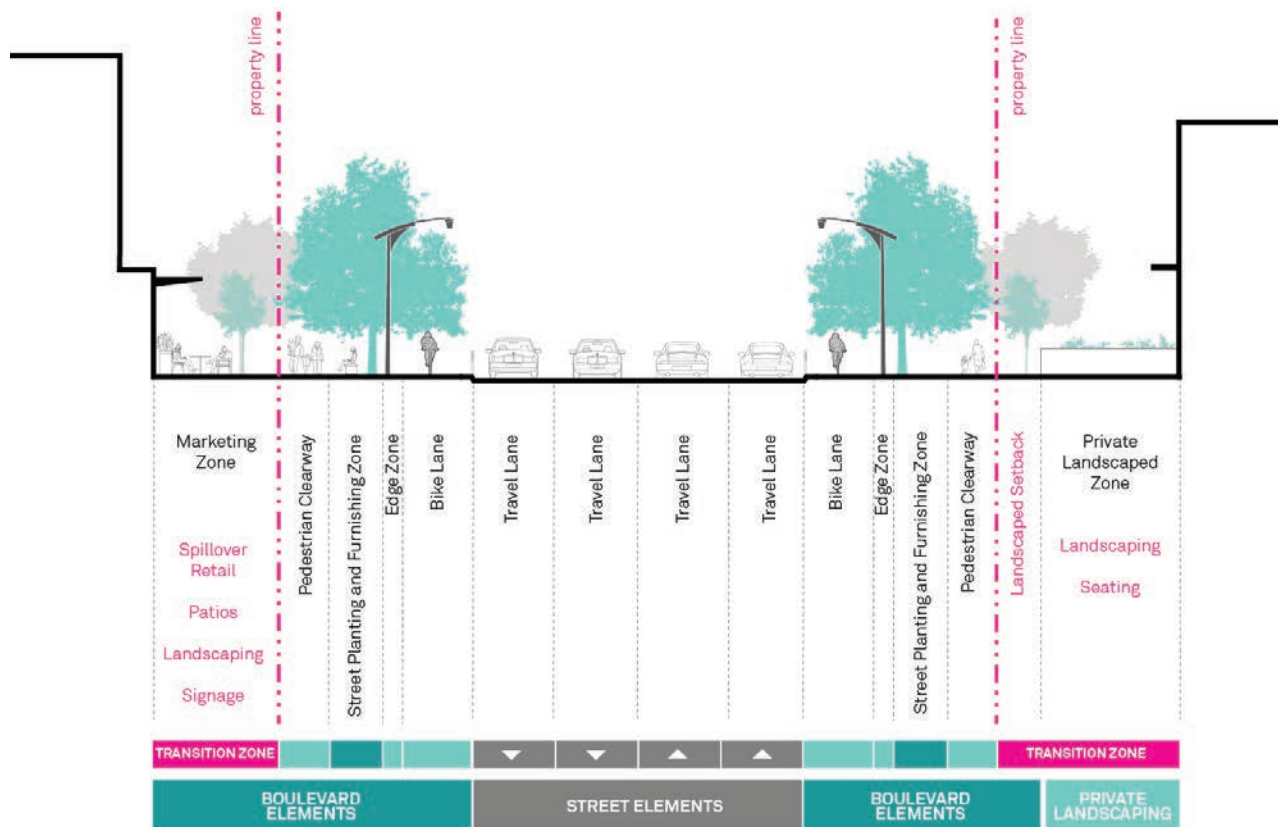 property line
property line
Marketing
Zone
Spillover
Retail
Patios
Landscaping
Signage
Pedestrian Clearway
Street Planting and Furnishing Zone
Edge Zone
Bike Lane
Travel Lane
Travel Lane
Travel Lane
Travel Lane
Bike Lane
Edge Zone
Street Planting and Furnishing Zone
Pedestrian Clearway
Landscaped Setback
Private
Landscaped
Zone
Landscaping
Seating
TRANSITION ZONE
TRANSITION ZONE
BOULEVARD
ELEMENTS
STREET ELEMENTS
BOULEVARD
ELEMENTS
PRIVATE
LANDSCAPING